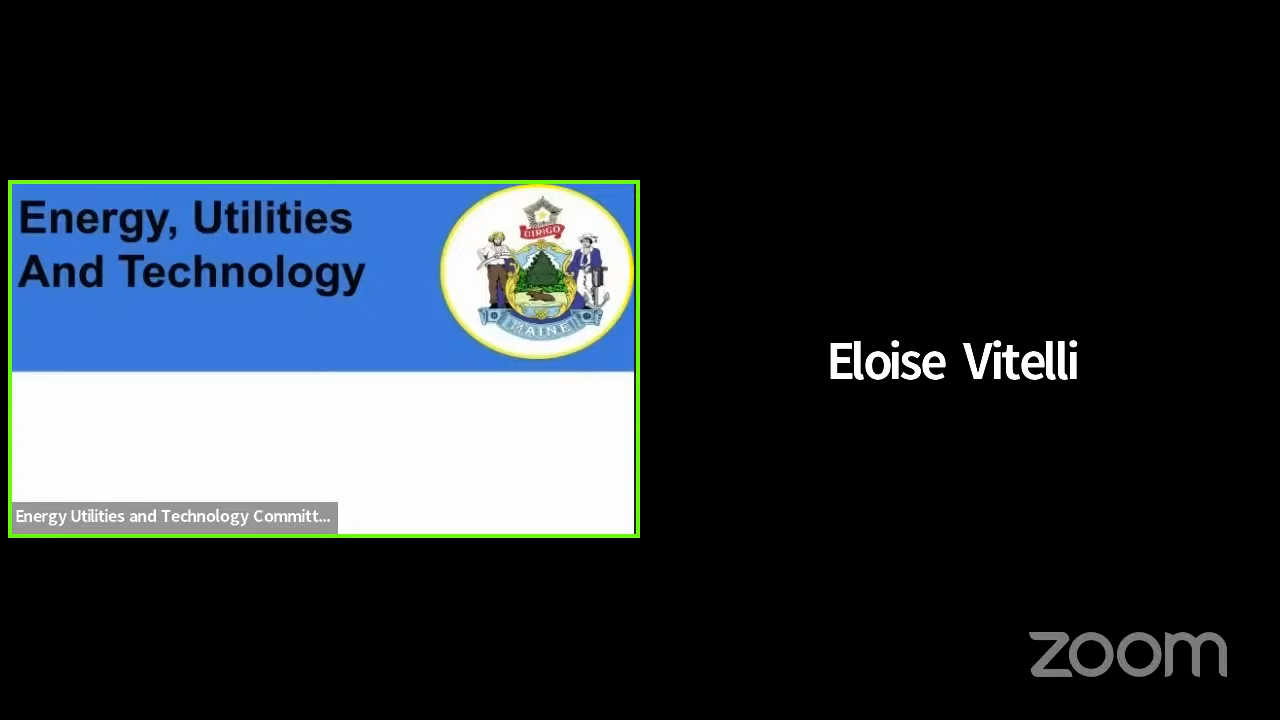 Energy, Utilities
And Technology
DIRIGO
MAINE
Energy Utilities and Technology Committ...
Eloise Vitelli
zoom